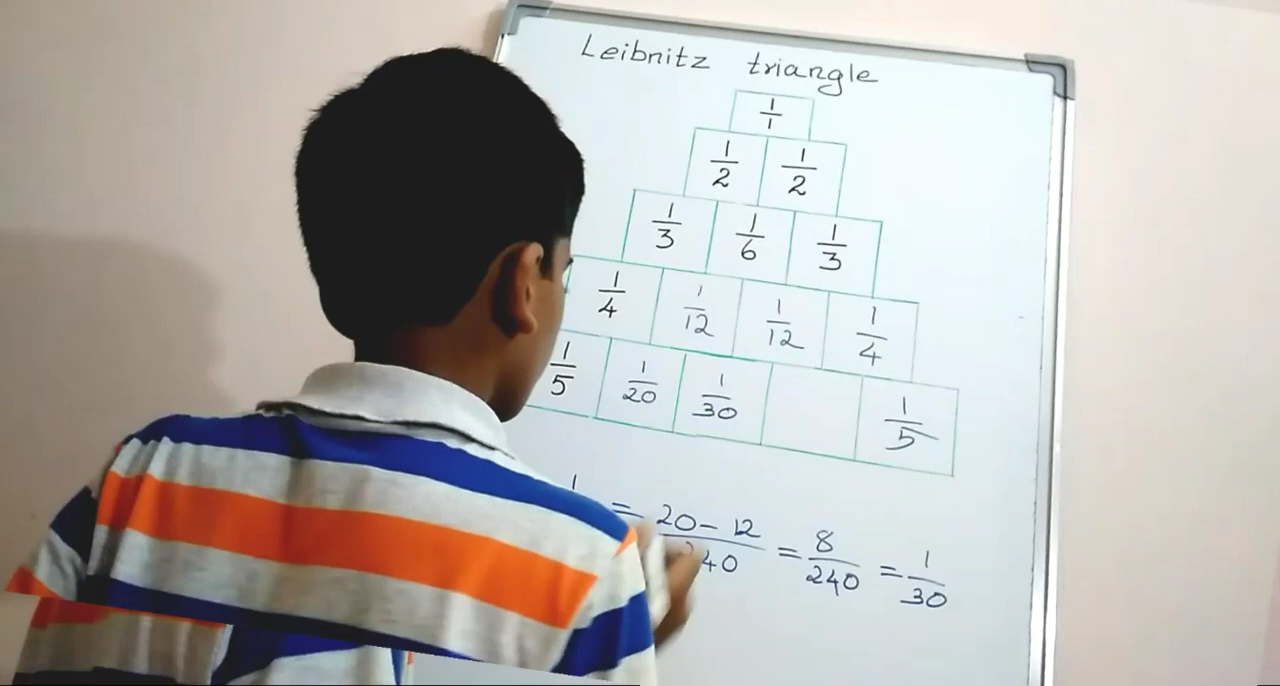 Leibnitz triangle
1/1
1/2 1/2
1/3 1/6 1/3
1/4 1/12 1/12 1/4
1/5 1/20 1/30 1/5
= 20 - 12 / 240 = 8/240 = 1/30